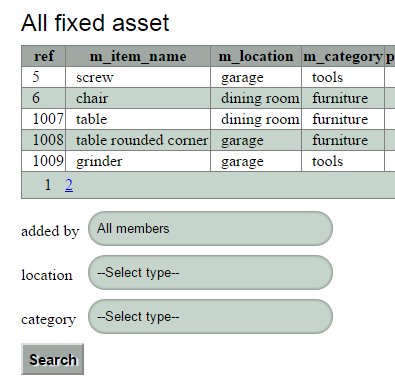 All fixed asset
ref m_item_name m_location m_category p
5 screw garage tools
6 chair dining room furniture
1007 table dining room furniture
1008 table rounded corner garage furniture
1009 grinder garage tools
1 2
added by All members
location --Select type--
category --Select type--
Search